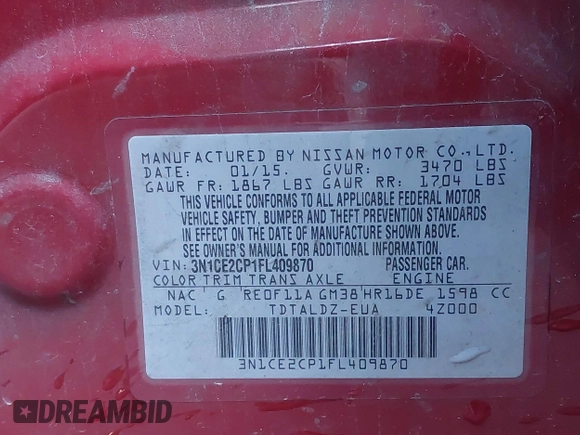 MANUFACTURED BY NISSAN MOTOR CO., LTD.
DATE: 01/15. GVWR: 3470 LBS
GAWR FR: 1867 LBS GAWR RR: 1704 LBS
THIS VEHICLE CONFORMS TO ALL APPLICABLE FEDERAL MOTOR
VEHICLE SAFETY, BUMPER AND THEFT PREVENTION STANDARDS
IN EFFECT ON THE DATE OF MANUFACTURE SHOWN ABOVE.
SEE OWNER'S MANUAL FOR ADDITIONAL INFORMATION.
VIN: 3N1CE2CP1FL409870 PASSENGER CAR.
COLOR TRIM TRANS AXLE ENGINE
NAC G RE0F11A GM38 HR16DE 1598 CC
MODEL: TDTALDZ-EUA 4Z000
3N1CE2CP1FL409870
DREAMBID